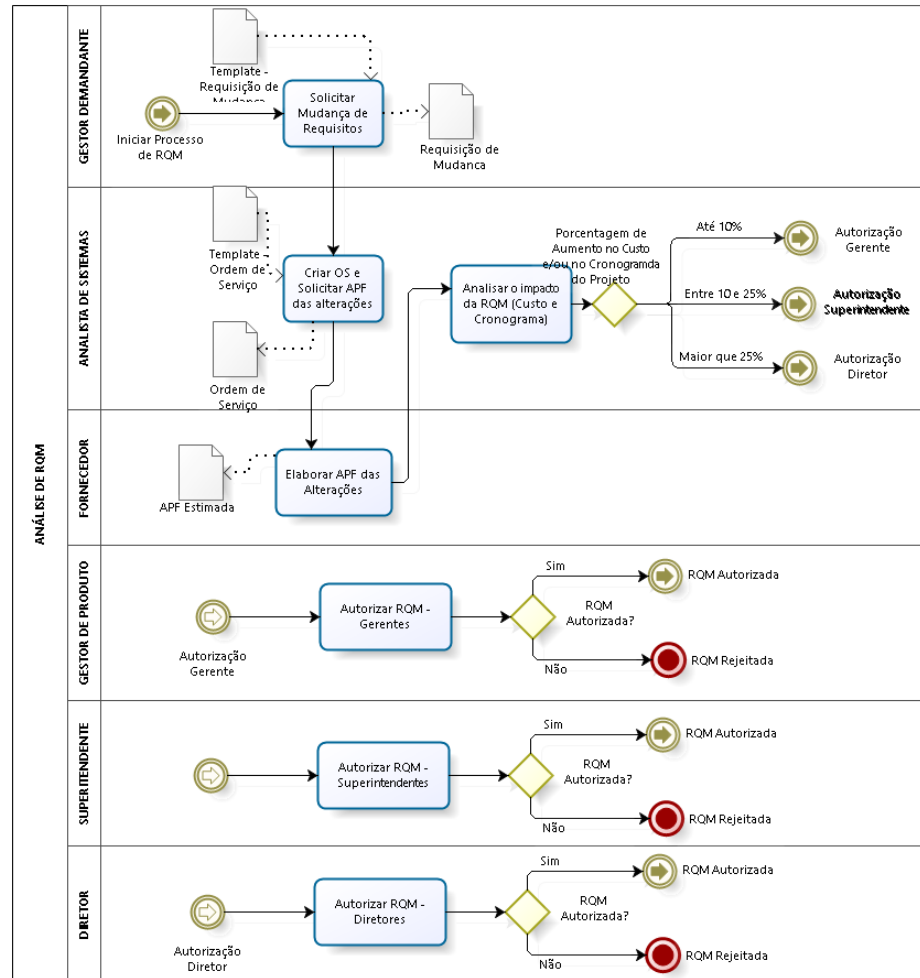 ANÁLISE DE RQM
GESTOR DEMANDANTE
Template -
Requisição de
Mudança
Iniciar Processo
de RQM
Solicitar
Mudança de
Requisitos
Requisição de
Mudanca
ANALISTA DE SISTEMAS
Template -
Ordem de
Serviço
Criar OS e
Solicitar APF
das alterações
Ordem de
Serviço
Analisar o impacto
da RQM (Custo e
Cronograma)
Porcentagem de
Aumento no Custo
e/ou no Cronogramda
do Projeto
Até 10%
Autorização
Gerente
Entre 10 e 25%
Autorização
Superintendente
Maior que 25%
Autorização
Diretor
FORNECEDOR
APF Estimada
Elaborar APF das
Alterações
GESTOR DE PRODUTO
Autorização
Gerente
Autorizar RQM -
Gerentes
Sim
RQM Autorizada
RQM
Autorizada?
Não
RQM Rejeitada
SUPERITENDENTE
Autorizar RQM -
Superintendentes
Sim
RQM Autorizada
RQM
Autorizada?
Não
RQM Rejeitada
DIRETOR
Autorização
Diretor
Autorizar RQM -
Diretores
Sim
RQM Autorizada
RQM
Autorizada?
Não
RQM Rejeitada